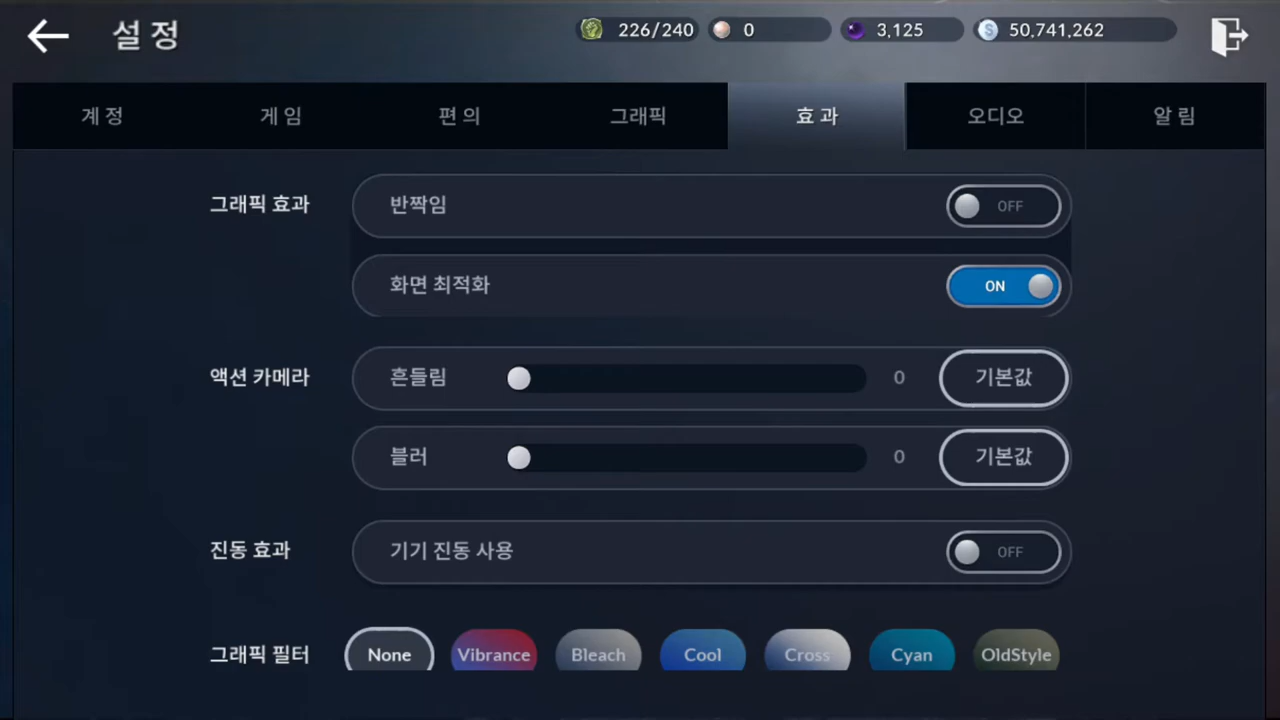 설 정
226/240
0
3,125
50,741,262
계 정
게 임
편 의
그래픽
효 과
오디오
알 림
그래픽 효과
반짝임
OFF
화면 최적화
ON
액션 카메라
흔들림
0
기본값
블러
0
기본값
진동 효과
기기 진동 사용
OFF
그래픽 필터
None
Vibrance
Bleach
Cool
Cross
Cyan
OldStyle